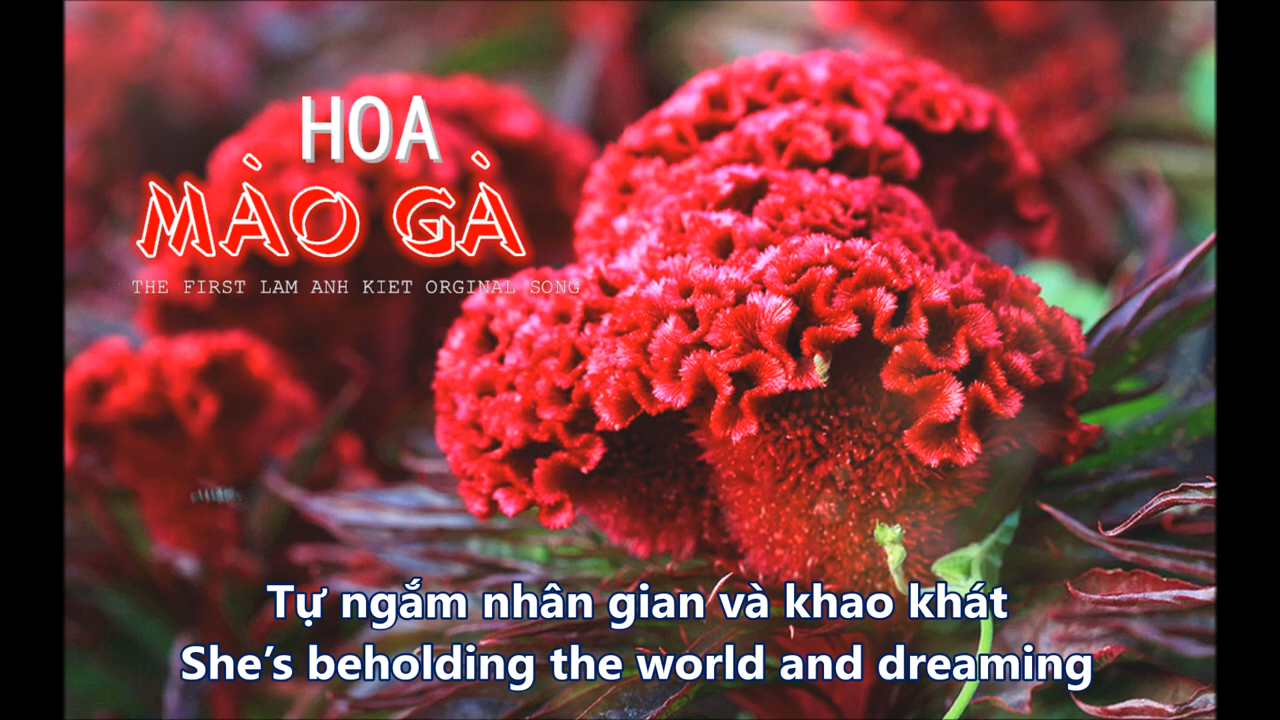 HOA
MÀO GÀ
THE FIRST LAM ANH KIET ORGINAL SONG
Tự ngắm nhân gian và khao khát
She’s beholding the world and dreaming